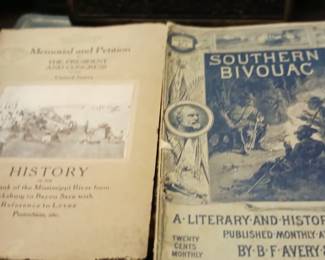 Memorial and Petition
THE PRESIDENT
AND CONGRESS
United States
HISTORY
of the Mississippi River from
to Bayou Sara with
Reference to Levee
Protection, etc.
SOUTHERN
BIVOUAC
A LITERARY AND HISTOR
PUBLISHED MONTHLY A
TWENTY
CENTS
MONTHLY
BY B. F. AVERY